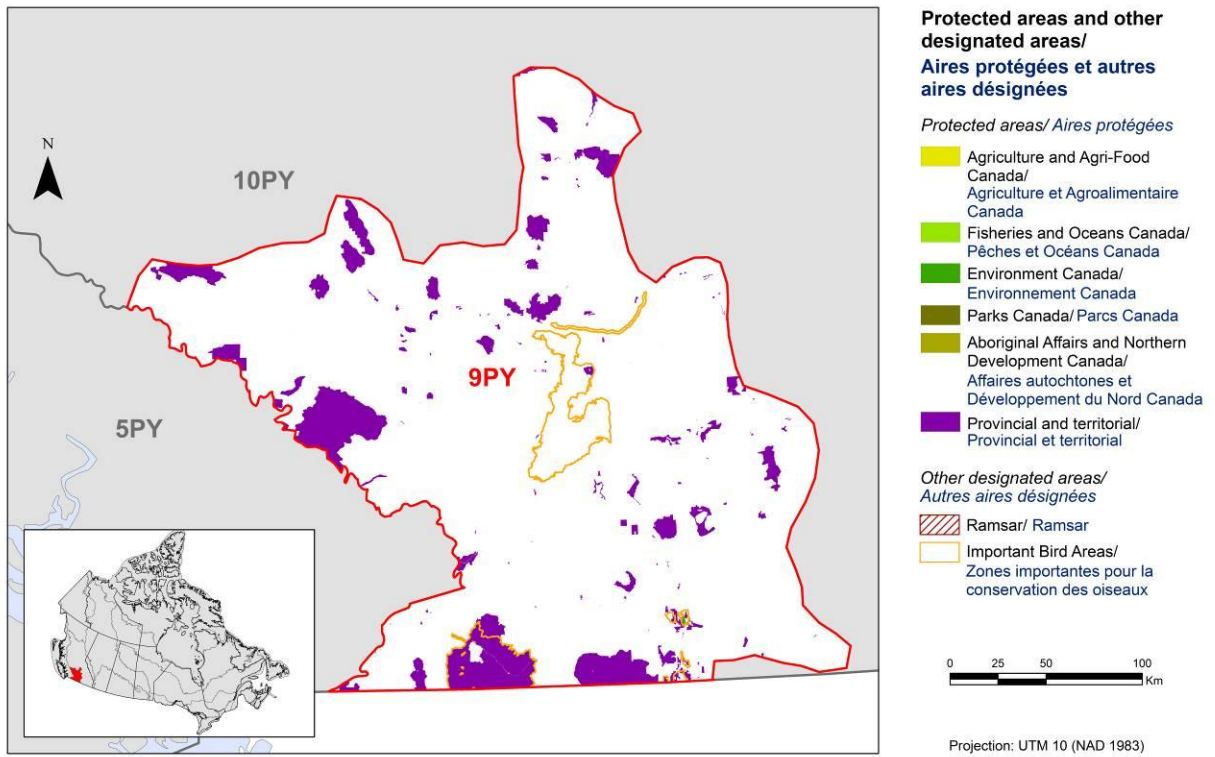 N
10PY
5PY
9PY
Protected areas and other
designated areas/
Aires protégées et autres
aires désignées
Protected areas/ Aires protégées
Agriculture and Agri-Food
Canada/
Agriculture et Agroalimentaire
Canada
Fisheries and Oceans Canada/
Pêches et Océans Canada
Environment Canada/
Environnement Canada
Parks Canada/ Parcs Canada
Aboriginal Affairs and Northern
Development Canada/
Affaires autochtones et
Développement du Nord Canada
Provincial and territorial/
Provincial et territorial
Other designated areas/
Autres aires désignées
Ramsar/ Ramsar
Important Bird Areas/
Zones importantes pour la
conservation des oiseaux
0 25 50 100
Km
Projection: UTM 10 (NAD 1983)